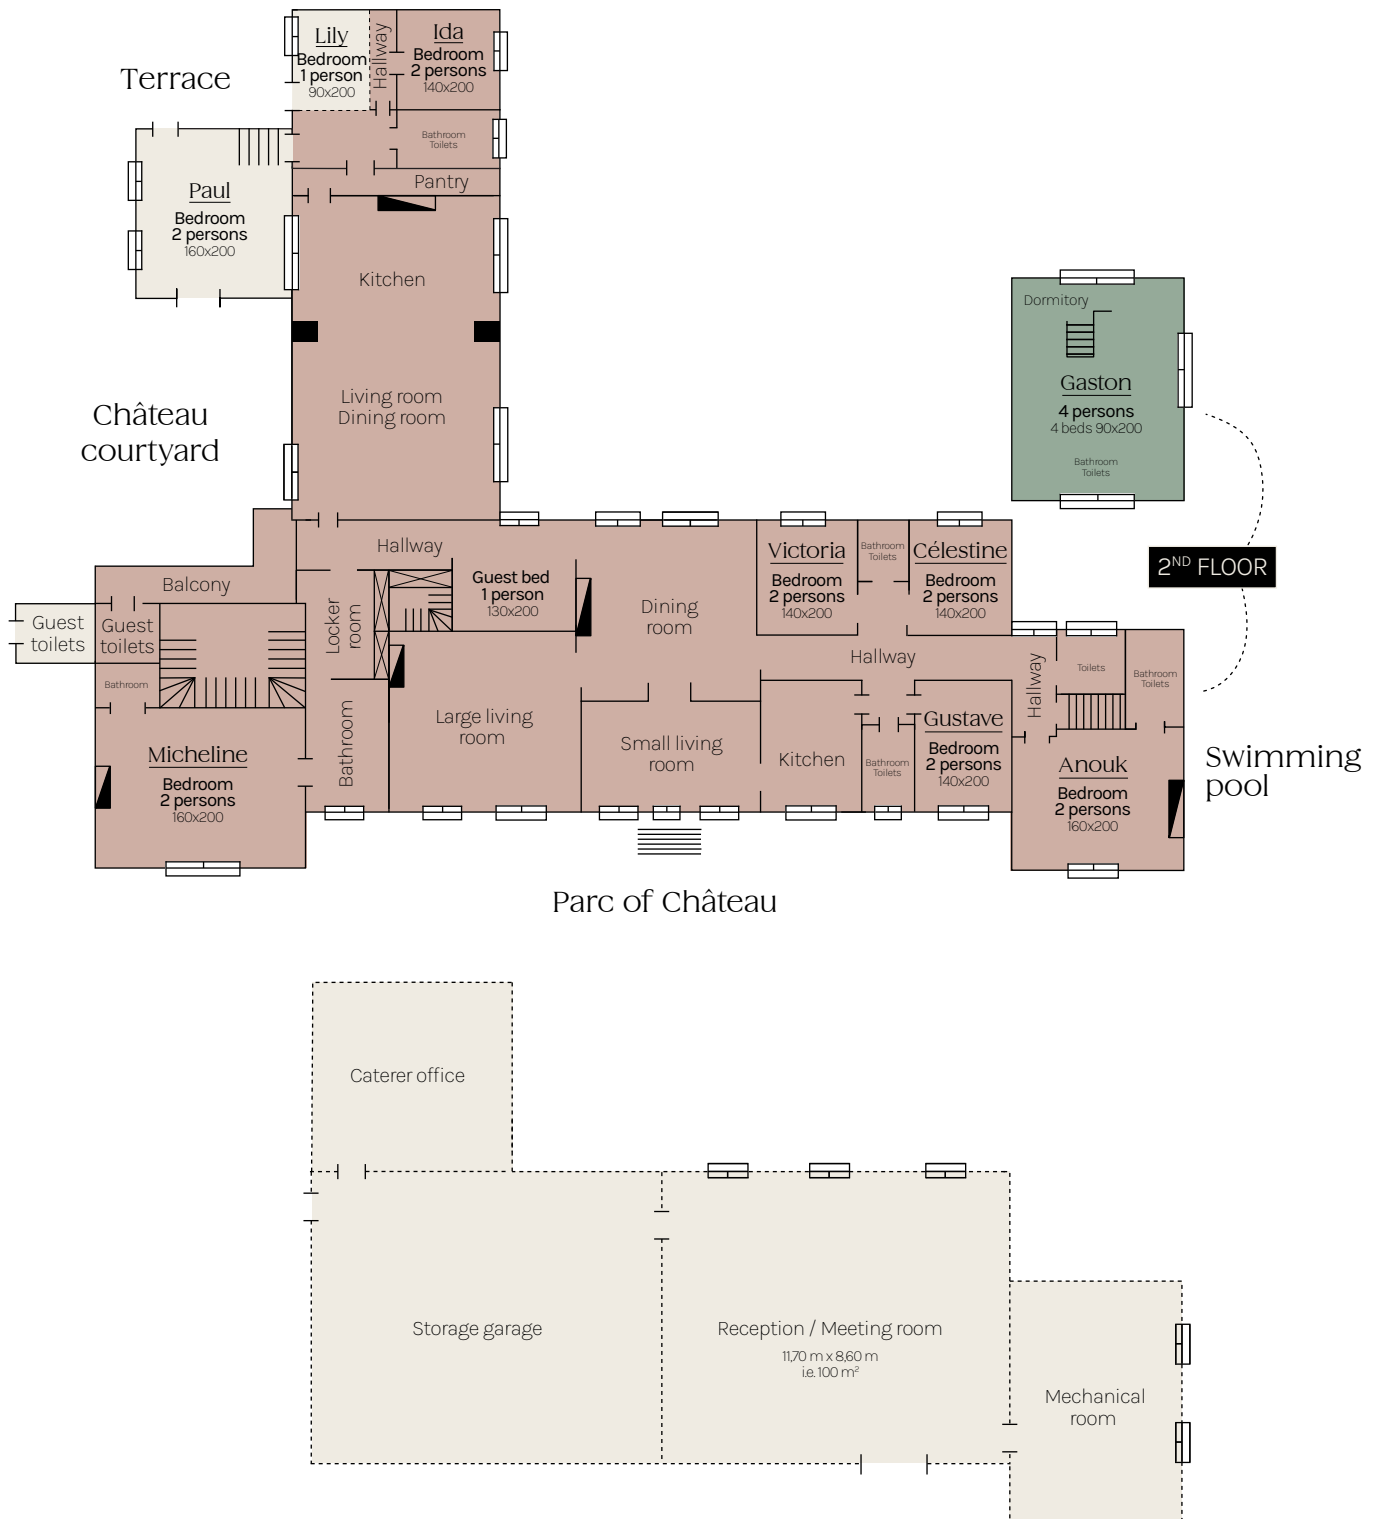 Lily
Bedroom
1 person
90x200
Hallway
Ida
Bedroom
2 persons
140x200
Terrace
Bathroom
Toilets
Pantry
Paul
Bedroom
2 persons
160x200
Kitchen
Living room
Dining room
Château
courtyard
Dormitory
Gaston
4 persons
4 beds 90x200
Bathroom
Toilets
2ND FLOOR
Hallway
Balcony
Guest
toilets
Guest
toilets
Bathroom
Locker
room
Guest bed
1 person
130x200
Dining
room
Victoria
Bedroom
2 persons
140x200
Bathroom
Toilets
Célestine
Bedroom
2 persons
140x200
Hallway
Hallway
Toilets
Bathroom
Toilets
Micheline
Bedroom
2 persons
160x200
Bathroom
Large living
room
Small living
room
Kitchen
Bathroom
Toilets
Gustave
Bedroom
2 persons
140x200
Anouk
Bedroom
2 persons
160x200
Swimming
pool
Parc of Château
Caterer office
Storage garage
Reception / Meeting room
11,70 m x 8,60 m
i.e. 100 m²
Mechanical
room